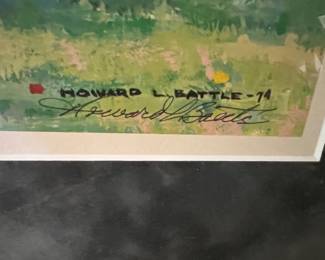 HOWARD L. BATTLE - 74
Howard L Battle